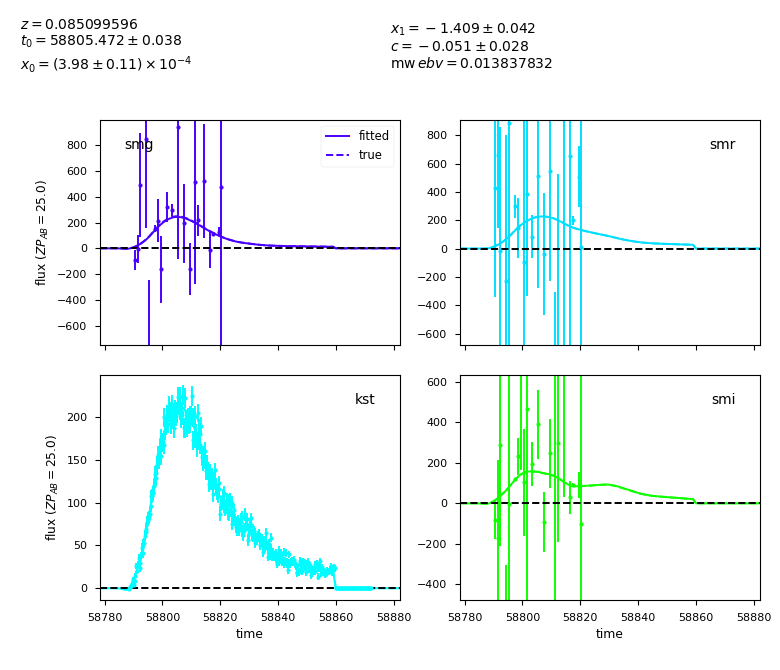 z = 0.085099596
t₀ = 58805.472 ± 0.038
x₀ = (3.98 ± 0.11) × 10⁻⁴
x₁ = −1.409 ± 0.042
c = −0.051 ± 0.028
mw ebv = 0.013837832
smg
fitted
true
800
600
400
200
0
−200
−400
−600
flux (ZP_AB = 25.0)
smr
800
600
400
200
0
−200
−400
−600
kst
200
150
100
50
0
flux (ZP_AB = 25.0)
58780 58800 58820 58840 58860 58880
time
smi
600
400
200
0
−200
−400
58780 58800 58820 58840 58860 58880
time